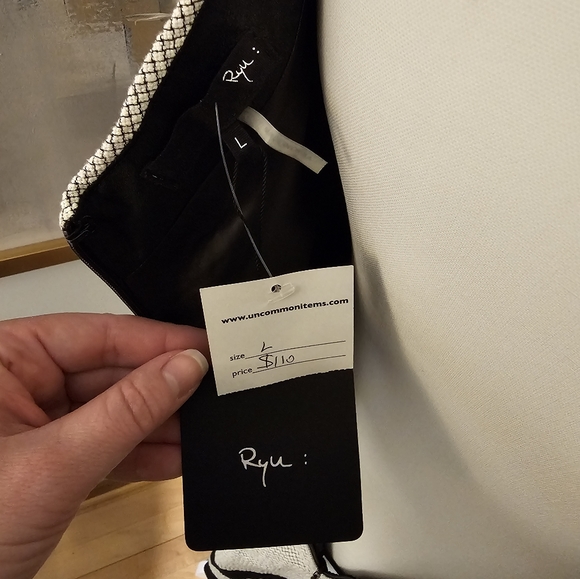 Ryu :
L
www.uncommonitems.com
size L
price $110
Ryu :